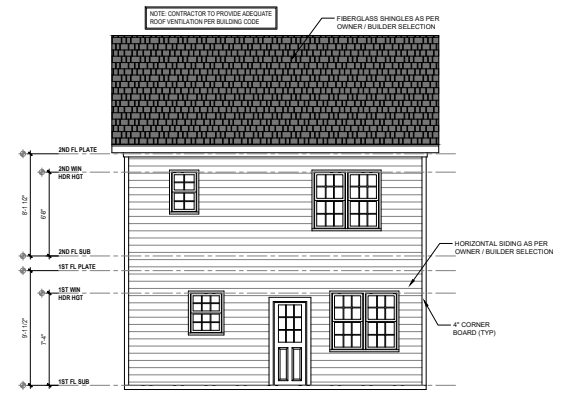 NOTE: CONTRACTOR TO PROVIDE ADEQUATE
ROOF VENTILATION PER BUILDING CODE
FIBERGLASS SHINGLES AS PER
OWNER / BUILDER SELECTION
2ND FL PLATE
2ND WIN
HDR HGT
8'-1 1/2"
6'8"
2ND FL SUB
1ST FL PLATE
HORIZONTAL SIDING AS PER
OWNER / BUILDER SELECTION
1ST WIN
HDR HGT
9'-1 1/2"
7'-4"
4" CORNER
BOARD (TYP)
1ST FL SUB